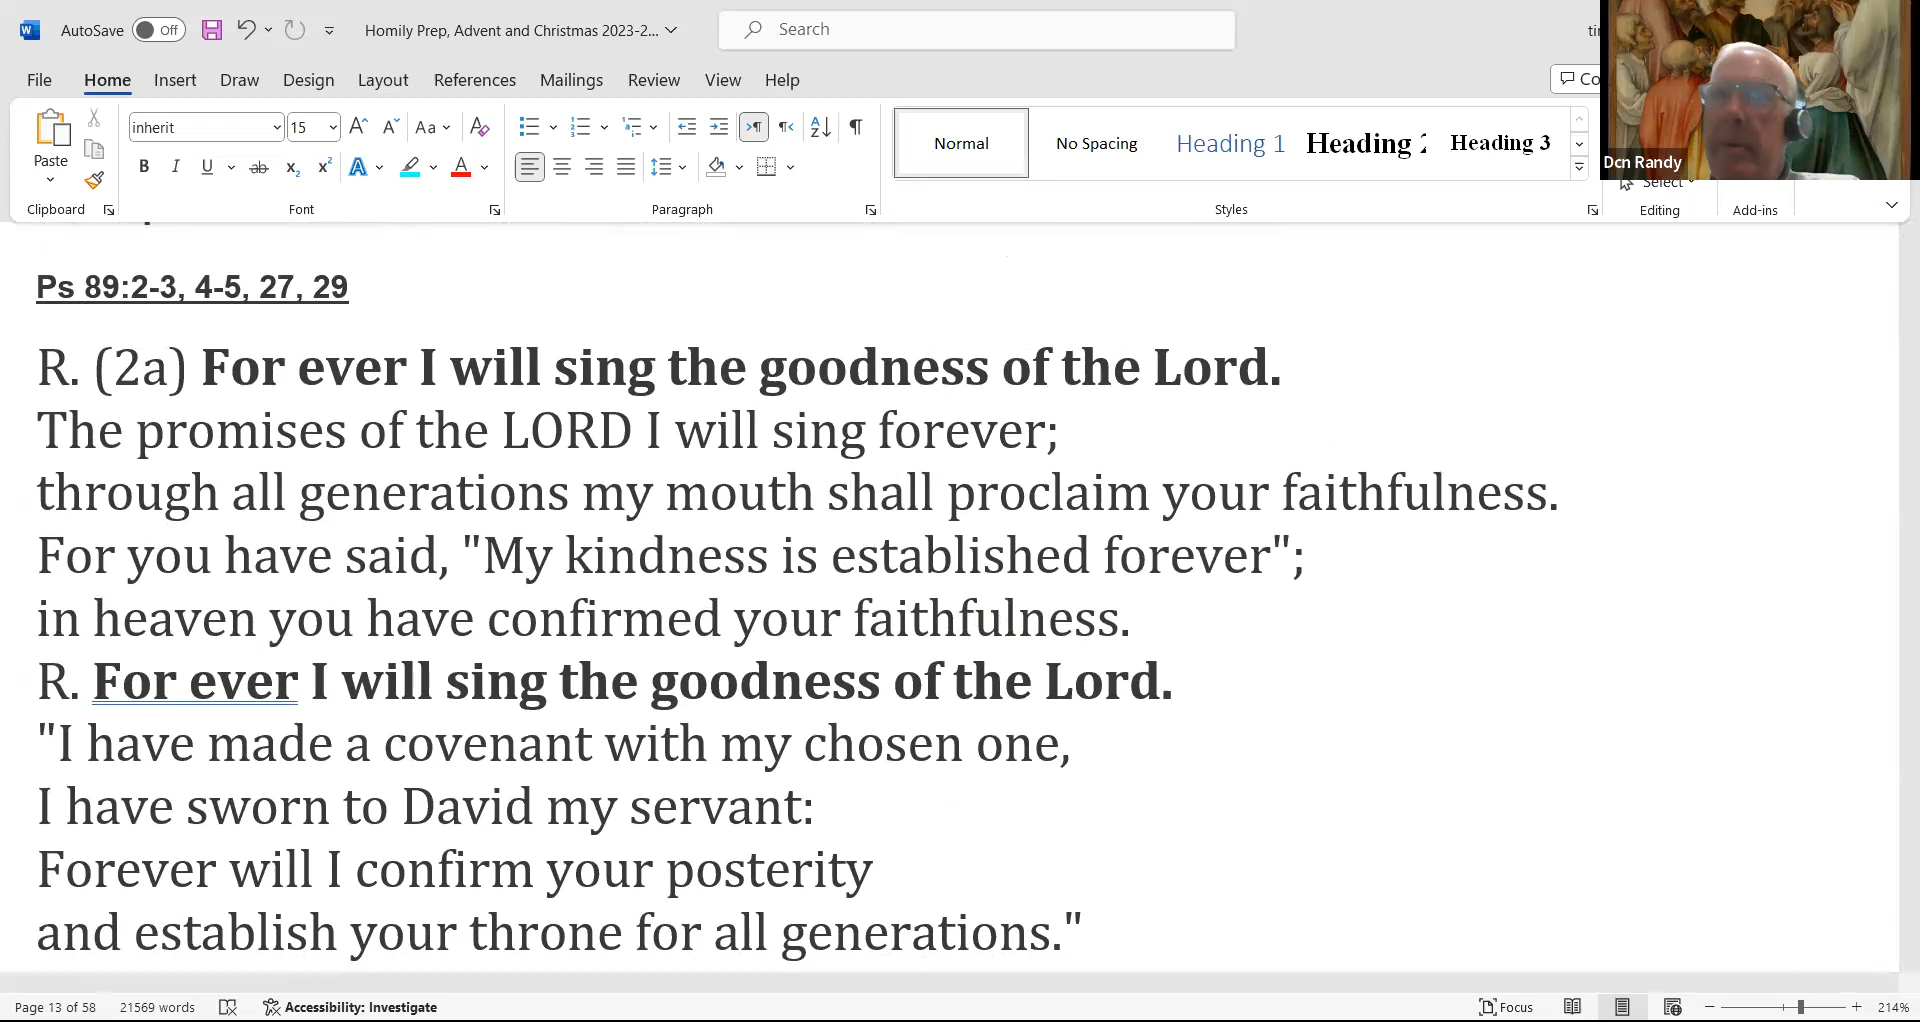 AutoSave Off Homily Prep, Advent and Christmas 2023-2... Search
File Home Insert Draw Design Layout References Mailings Review View Help Co
Paste inherit 15 Aa Normal No Spacing Heading 1 Heading 2 Heading 3
Dcn Randy
Select
Clipboard Font Paragraph Styles Editing Add-ins
Ps 89:2-3, 4-5, 27, 29
R. (2a) For ever I will sing the goodness of the Lord.
The promises of the LORD I will sing forever;
through all generations my mouth shall proclaim your faithfulness.
For you have said, "My kindness is established forever";
in heaven you have confirmed your faithfulness.
R. For ever I will sing the goodness of the Lord.
"I have made a covenant with my chosen one,
I have sworn to David my servant:
Forever will I confirm your posterity
and establish your throne for all generations."
Page 13 of 58 21569 words Accessibility: Investigate Focus 214%